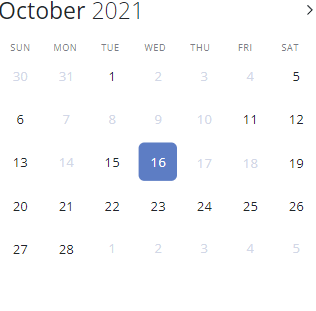 October 2021 >
SUN MON TUE WED THU FRI SAT
30 31 1 2 3 4 5
6 7 8 9 10 11 12
13 14 15 16 17 18 19
20 21 22 23 24 25 26
27 28 1 2 3 4 5